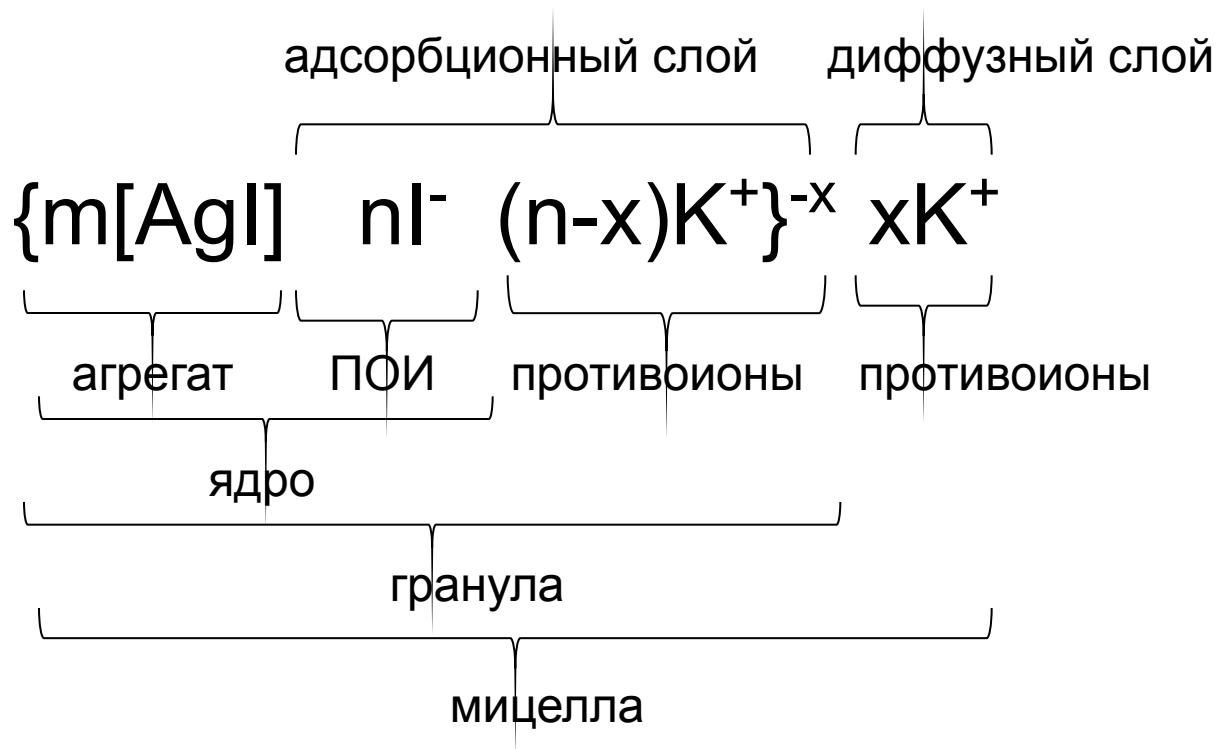 адсорбционный слой диффузный слой
{m[AgI] nI⁻ (n-x)K⁺}⁻ˣ xK⁺
агрегат ПОИ противоионы противоионы
ядро
гранула
мицелла